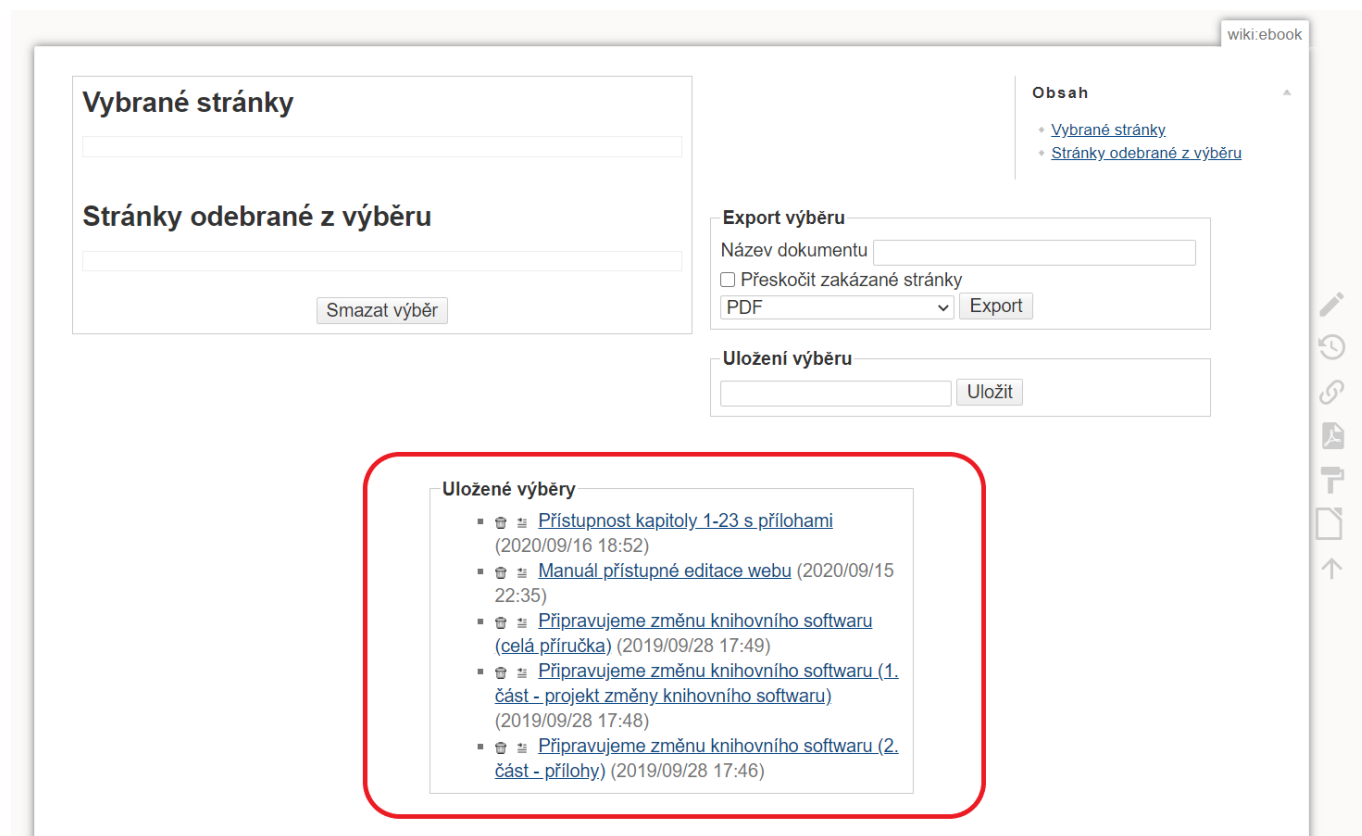 wiki:ebook
Vybrané stránky
Stránky odebrané z výběru
Smazat výběr
Obsah
Vybrané stránky
Stránky odebrané z výběru
Export výběru
Název dokumentu
Přeskočit zakázané stránky
PDF Export
Uložení výběru
Uložit
Uložené výběry
Přístupnost kapitoly 1-23 s přílohami
(2020/09/16 18:52)
Manuál přístupné editace webu (2020/09/15
22:35)
Připravujeme změnu knihovního softwaru
(celá příručka) (2019/09/28 17:49)
Připravujeme změnu knihovního softwaru (1.
část - projekt změny knihovního softwaru)
(2019/09/28 17:48)
Připravujeme změnu knihovního softwaru (2.
část - přílohy) (2019/09/28 17:46)